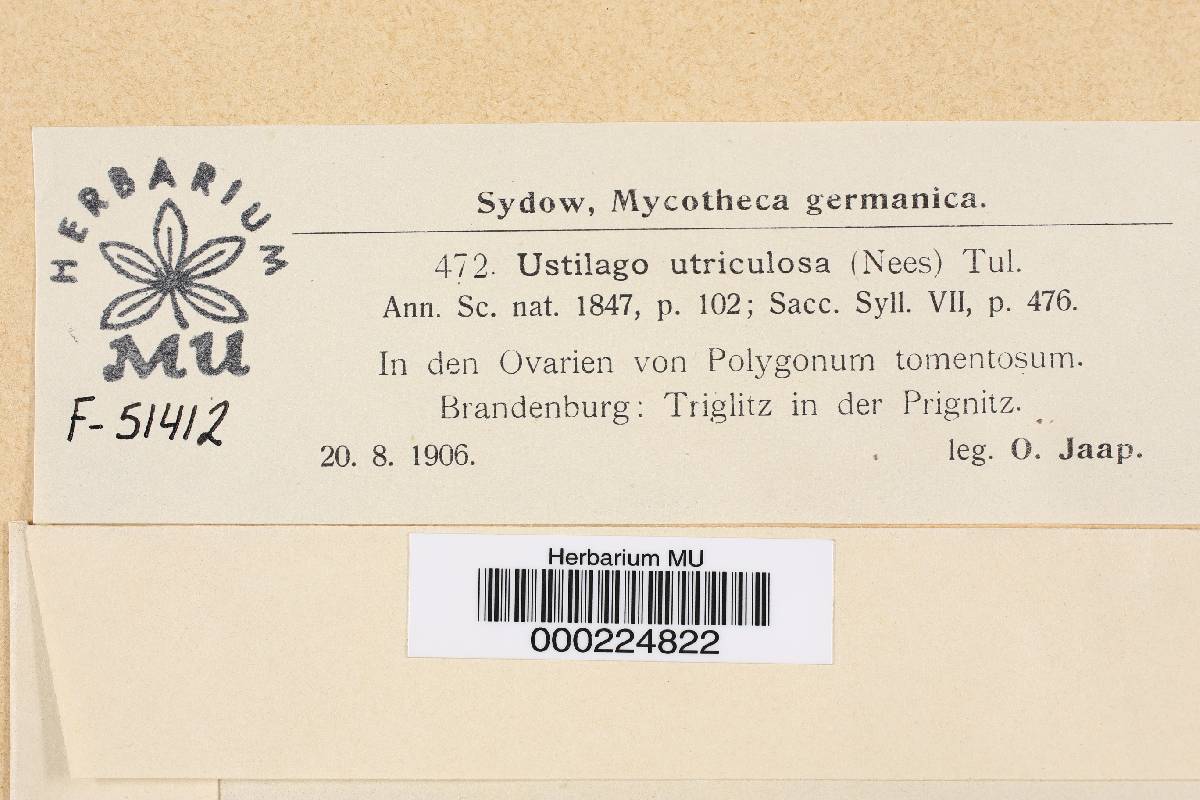 HERBARIUM
MU
F-51412
Sydow, Mycotheca germanica.
472. Ustilago utriculosa (Nees) Tul.
Ann. Sc. nat. 1847, p. 102; Sacc. Syll. VII, p. 476.
In den Ovarien von Polygonum tomentosum.
Brandenburg: Triglitz in der Prignitz.
20. 8. 1906. leg. O. Jaap.
Herbarium MU
000224822